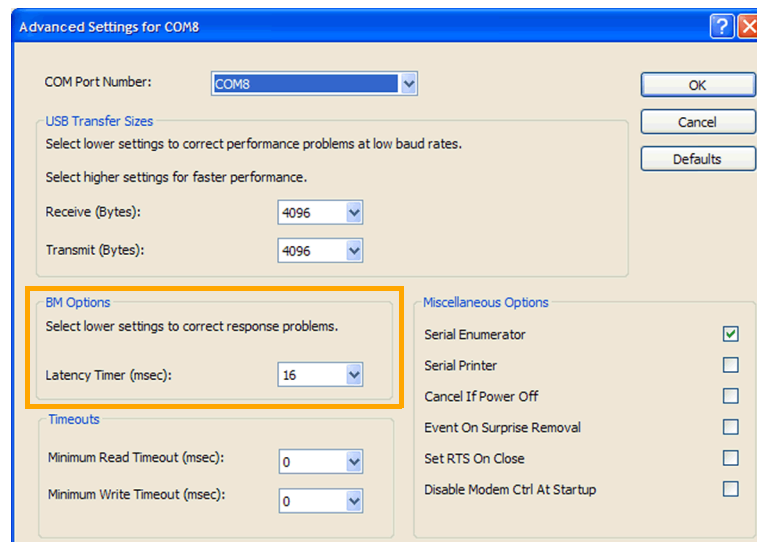 Advanced Settings for COM8
?
COM Port Number:
COM8
OK
Cancel
Defaults
USB Transfer Sizes
Select lower settings to correct performance problems at low baud rates.
Select higher settings for faster performance.
Receive (Bytes):
4096
Transmit (Bytes):
4096
BM Options
Select lower settings to correct response problems.
Latency Timer (msec):
16
Timeouts
Minimum Read Timeout (msec):
0
Minimum Write Timeout (msec):
0
Miscellaneous Options
Serial Enumerator
Serial Printer
Cancel If Power Off
Event On Surprise Removal
Set RTS On Close
Disable Modem Ctrl At Startup